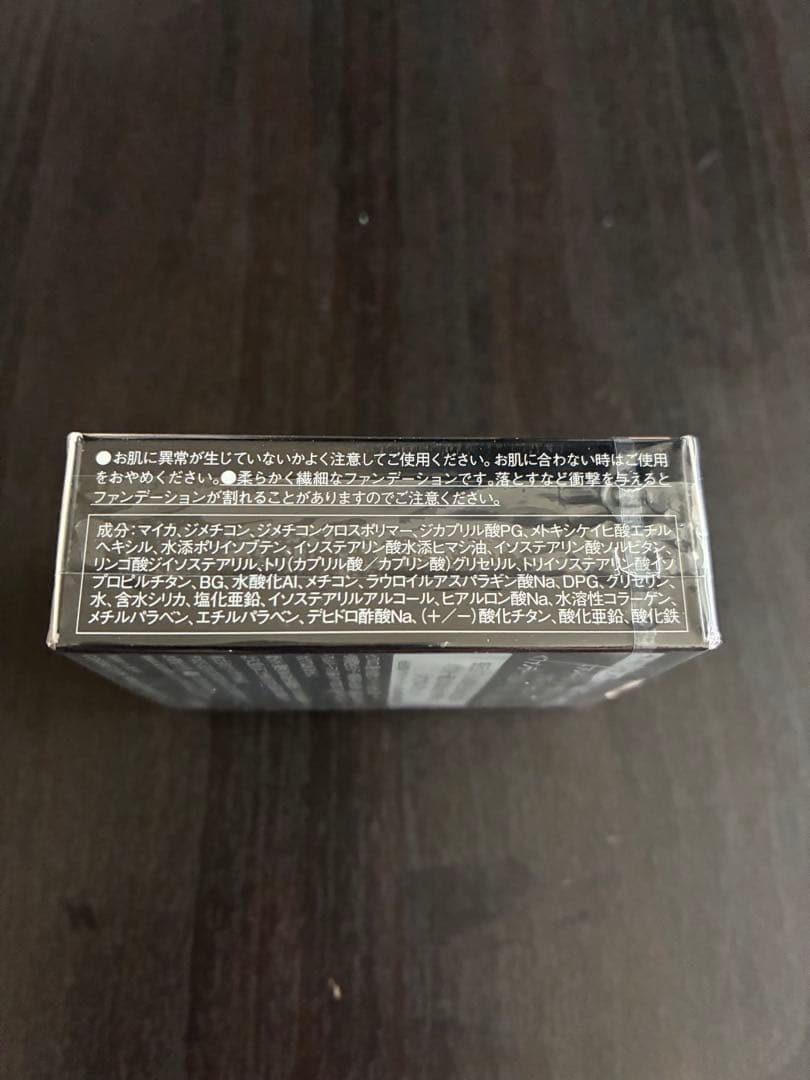 ●お肌に異常が生じていないかよく注意してご使用ください。お肌に合わない時はご使用
をおやめください。●柔らかく繊細なファンデーションです。落とすなど衝撃を与えると
ファンデーションが割れることがありますのでご注意ください。
成分：マイカ、ジメチコン、ジメチコンクロスポリマー、ジカプリル酸PG、メトキシケイヒ酸エチル
ヘキシル、水添ポリイソブテン、イソステアリン酸水添ヒマシ油、イソステアリン酸ソルビタン、
リンゴ酸ジイソステアリル、トリ（カプリル酸／カプリン酸）グリセリル、トリイソステアリン酸イソ
プロピルチタン、BG、水酸化Al、メチコン、ラウロイルアスパラギン酸Na、DPG、グリセリン、
水、含水シリカ、塩化亜鉛、イソステアリルアルコール、ヒアルロン酸Na、水溶性コラーゲン、
メチルパラベン、エチルパラベン、デヒドロ酢酸Na、（＋／－）酸化チタン、酸化亜鉛、酸化鉄